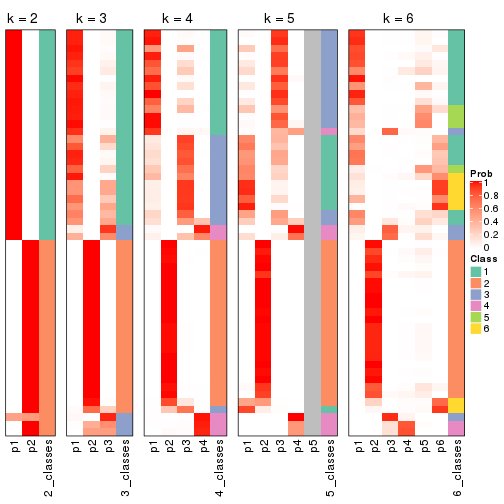 k = 2
k = 3
k = 4
k = 5
k = 6
p1
p2
2_classes
p1
p2
p3
3_classes
p1
p2
p3
p4
4_classes
p1
p2
p3
p4
p5
5_classes
p1
p2
p3
p4
p5
p6
6_classes
Prob
1
0.8
0.6
0.4
0.2
0
Class
1
2
3
4
5
6